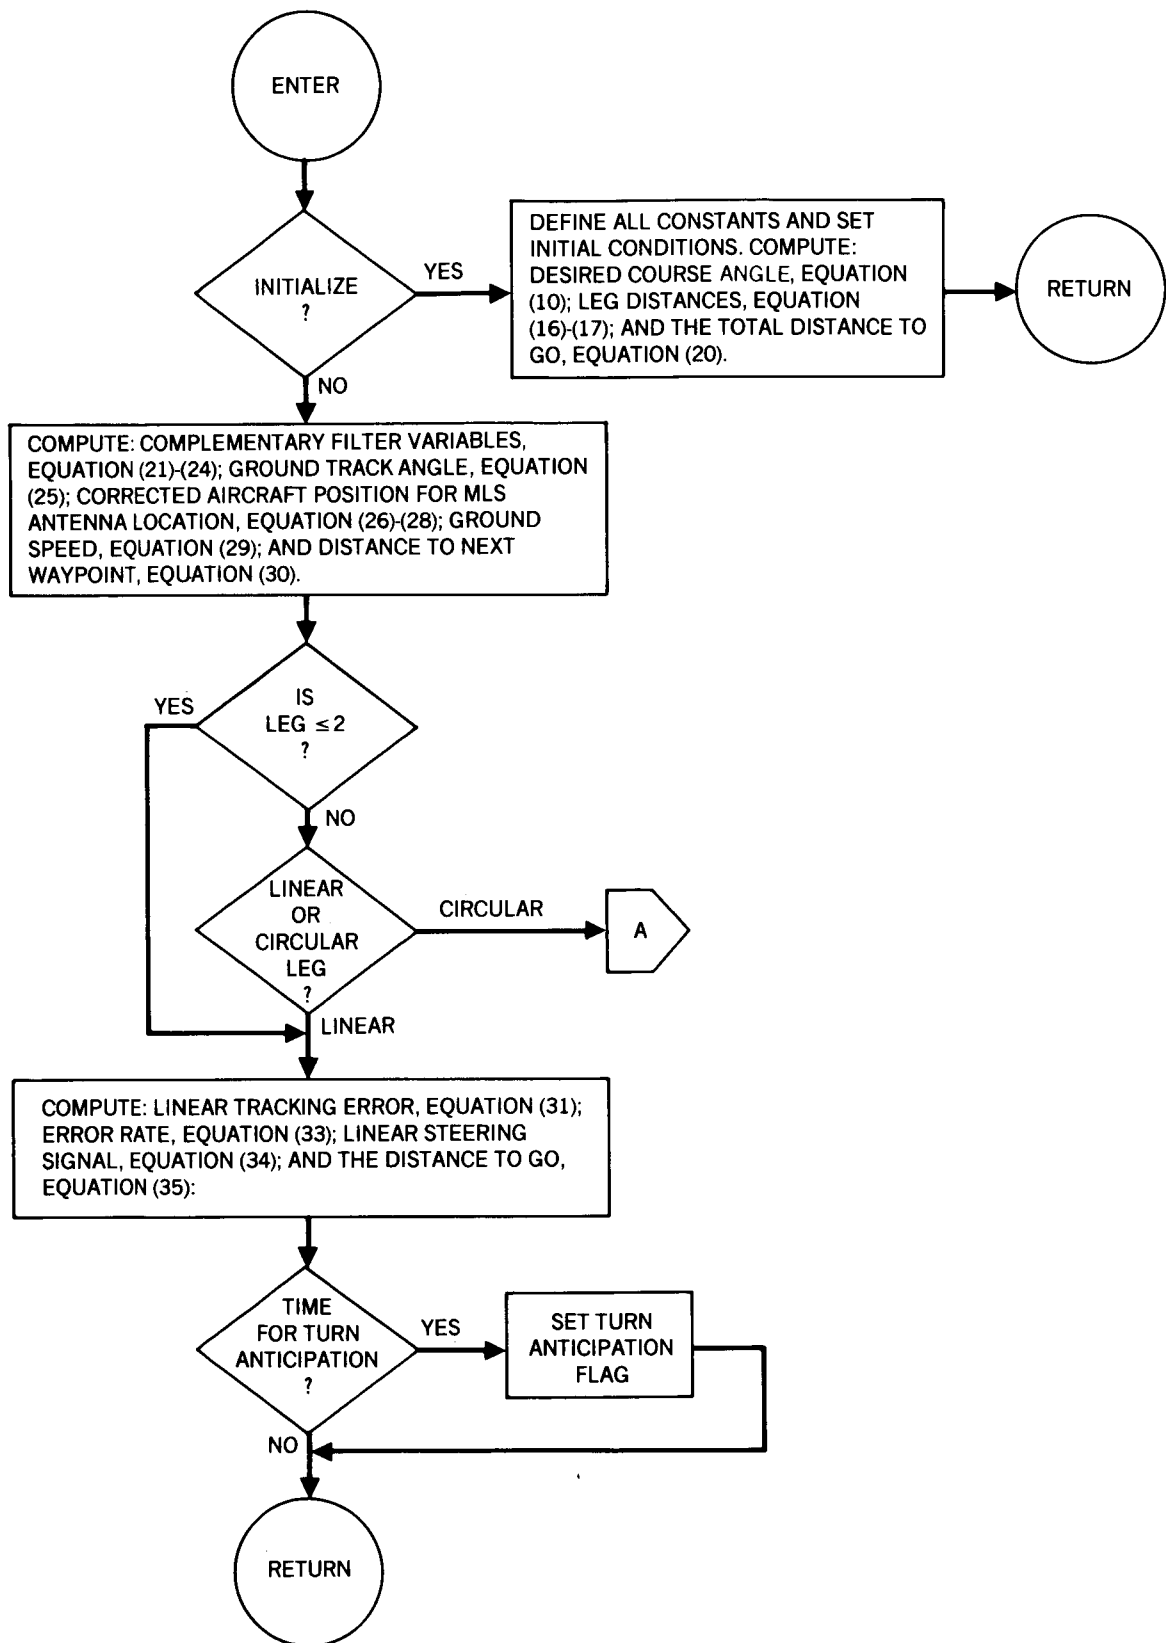 ENTER
INITIALIZE
?
YES
DEFINE ALL CONSTANTS AND SET
INITIAL CONDITIONS. COMPUTE:
DESIRED COURSE ANGLE, EQUATION
(10); LEG DISTANCES, EQUATION
(16)-(17); AND THE TOTAL DISTANCE TO
GO, EQUATION (20).
RETURN
NO
COMPUTE: COMPLEMENTARY FILTER VARIABLES,
EQUATION (21)-(24); GROUND TRACK ANGLE, EQUATION
(25); CORRECTED AIRCRAFT POSITION FOR MLS
ANTENNA LOCATION, EQUATION (26)-(28); GROUND
SPEED, EQUATION (29); AND DISTANCE TO NEXT
WAYPOINT, EQUATION (30).
IS
LEG ≤ 2
?
YES
NO
LINEAR
OR
CIRCULAR
LEG
?
CIRCULAR
A
LINEAR
COMPUTE: LINEAR TRACKING ERROR, EQUATION (31);
ERROR RATE, EQUATION (33); LINEAR STEERING
SIGNAL, EQUATION (34); AND THE DISTANCE TO GO,
EQUATION (35):
TIME
FOR TURN
ANTICIPATION
?
YES
SET TURN
ANTICIPATION
FLAG
NO
RETURN